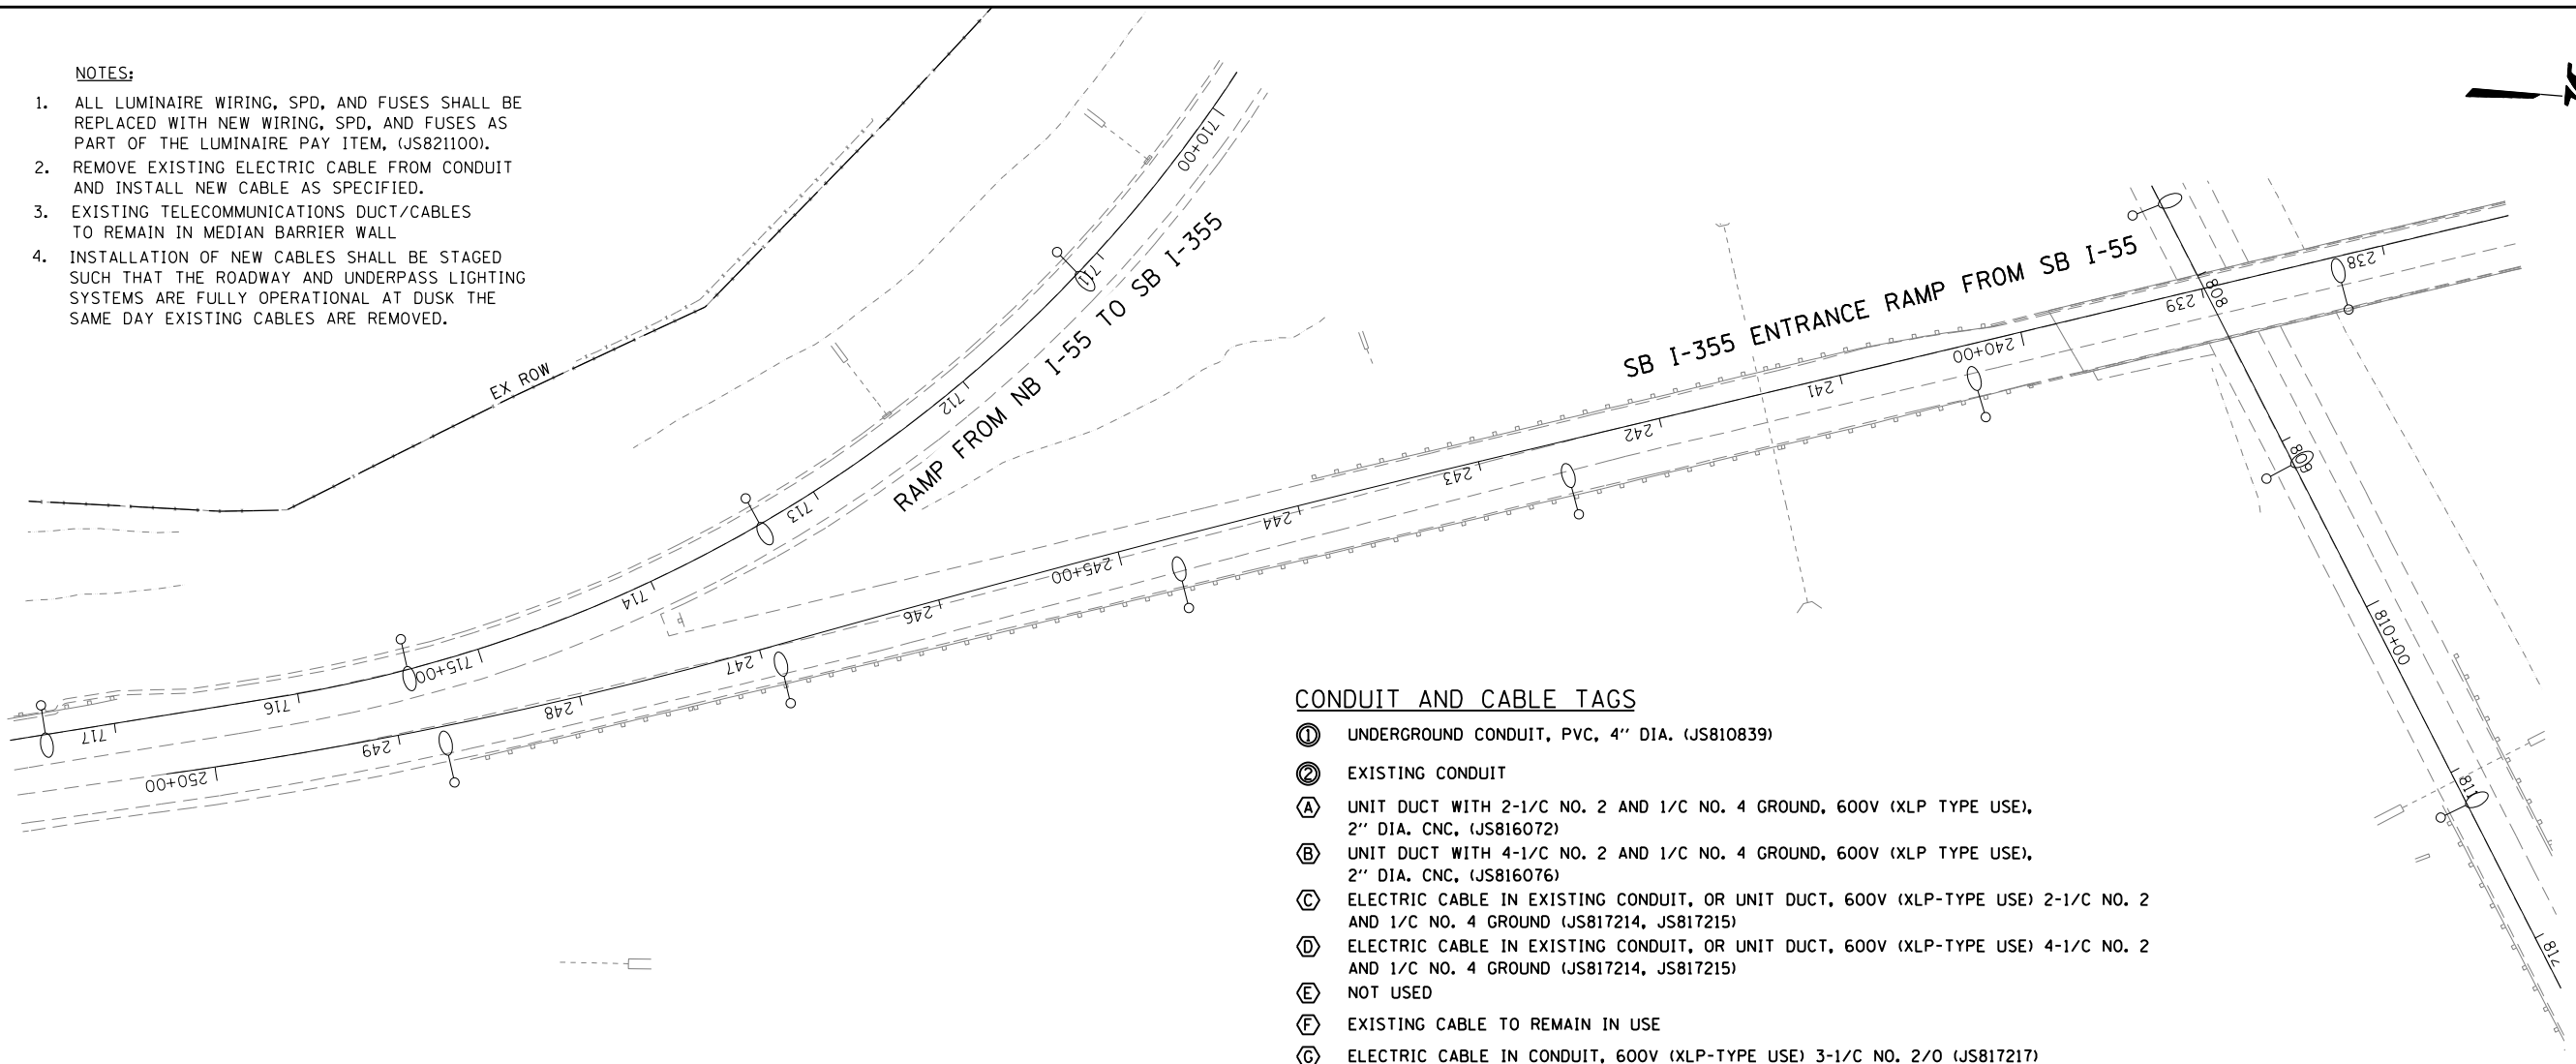 NOTES:
1. ALL LUMINAIRE WIRING, SPD, AND FUSES SHALL BE
REPLACED WITH NEW WIRING, SPD, AND FUSES AS
PART OF THE LUMINAIRE PAY ITEM, (JS821100).
2. REMOVE EXISTING ELECTRIC CABLE FROM CONDUIT
AND INSTALL NEW CABLE AS SPECIFIED.
3. EXISTING TELECOMMUNICATIONS DUCT/CABLES
TO REMAIN IN MEDIAN BARRIER WALL
4. INSTALLATION OF NEW CABLES SHALL BE STAGED
SUCH THAT THE ROADWAY AND UNDERPASS LIGHTING
SYSTEMS ARE FULLY OPERATIONAL AT DUSK THE
SAME DAY EXISTING CABLES ARE REMOVED.
EX ROW
RAMP FROM NB I-55 TO SB I-355
710+00
711
712
713
714
715+00
716
717
SB I-355 ENTRANCE RAMP FROM SB I-55
238
239
240+00
241
242
243
244
245+00
246
247
248
249
250+00
808
809
810+00
811
812
CONDUIT AND CABLE TAGS
1 UNDERGROUND CONDUIT, PVC, 4'' DIA. (JS810839)
2 EXISTING CONDUIT
A UNIT DUCT WITH 2-1/C NO. 2 AND 1/C NO. 4 GROUND, 600V (XLP TYPE USE),
2'' DIA. CNC, (JS816072)
B UNIT DUCT WITH 4-1/C NO. 2 AND 1/C NO. 4 GROUND, 600V (XLP TYPE USE),
2'' DIA. CNC, (JS816076)
C ELECTRIC CABLE IN EXISTING CONDUIT, OR UNIT DUCT, 600V (XLP-TYPE USE) 2-1/C NO. 2
AND 1/C NO. 4 GROUND (JS817214, JS817215)
D ELECTRIC CABLE IN EXISTING CONDUIT, OR UNIT DUCT, 600V (XLP-TYPE USE) 4-1/C NO. 2
AND 1/C NO. 4 GROUND (JS817214, JS817215)
E NOT USED
F EXISTING CABLE TO REMAIN IN USE
G ELECTRIC CABLE IN CONDUIT, 600V (XLP-TYPE USE) 3-1/C NO. 2/0 (JS817217)